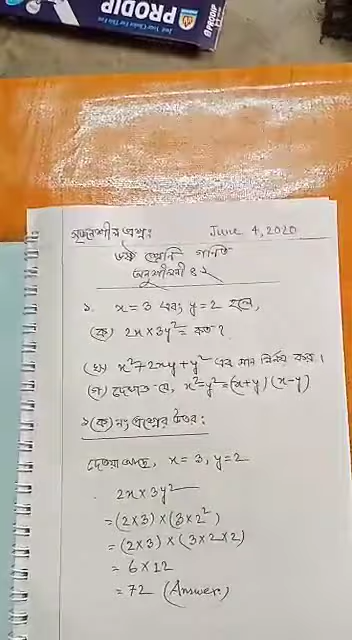 PRODIP
PRODIP
সৃজনশীল প্রশ্ন:
June 4, 2020
৬ষ্ঠ শ্রেণি গণিত
অনুশীলনী ৪.২
১. x=3 এবং y=2 হলে,
(ক) 2x×3y²= কত?
(খ) x²+2xy+y² এর মান নির্ণয় কর।
(গ) দেখাও যে, x²-y²=(x+y)(x-y)
১(ক) নং প্রশ্নের উত্তর:
দেওয়া আছে, x=3, y=2
2x×3y²
=(2×3)×(3×2²)
=(2×3)×(3×2×2)
=6×12
=72 (Answer)